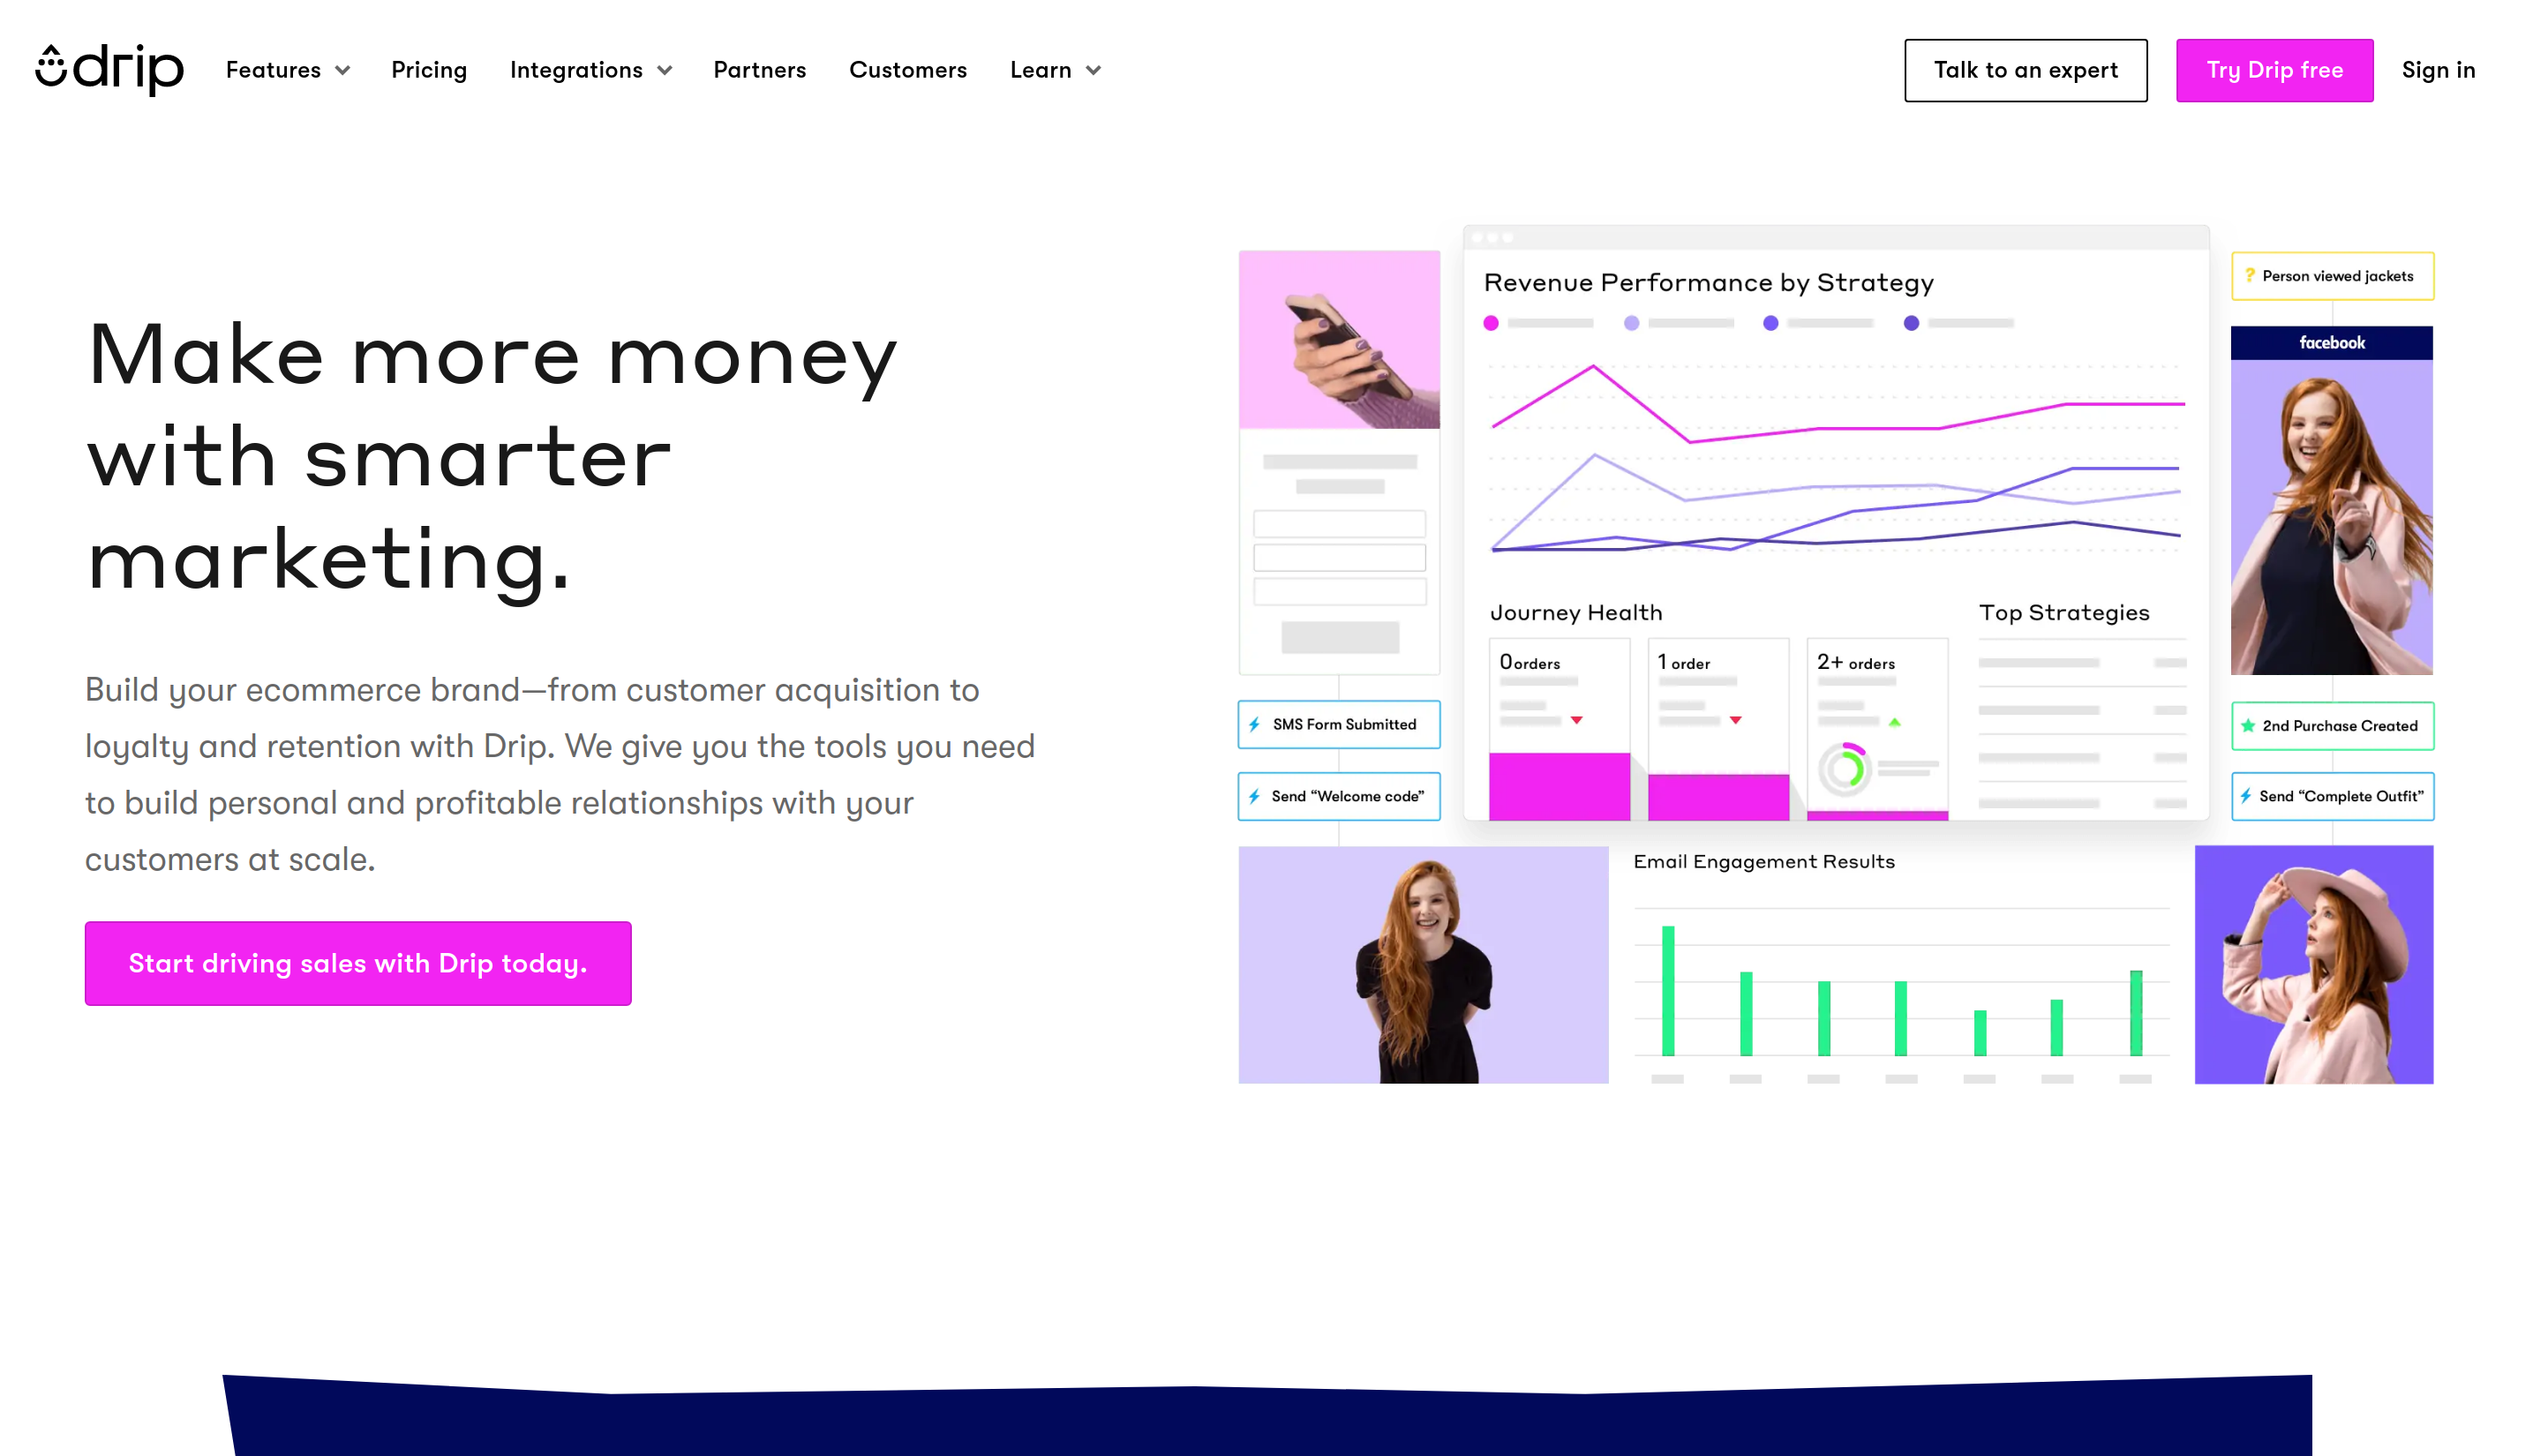 drip
Features
Pricing
Integrations
Partners
Customers
Learn
Talk to an expert
Try Drip free
Sign in
Make more money
with smarter
marketing.
Build your ecommerce brand—from customer acquisition to
loyalty and retention with Drip. We give you the tools you need
to build personal and profitable relationships with your
customers at scale.
Start driving sales with Drip today.
SMS Form Submitted
Send “Welcome code”
Revenue Performance by Strategy
Journey Health
0 orders
1 order
2+ orders
Top Strategies
Email Engagement Results
? Person viewed jackets
facebook
2nd Purchase Created
Send “Complete Outfit”